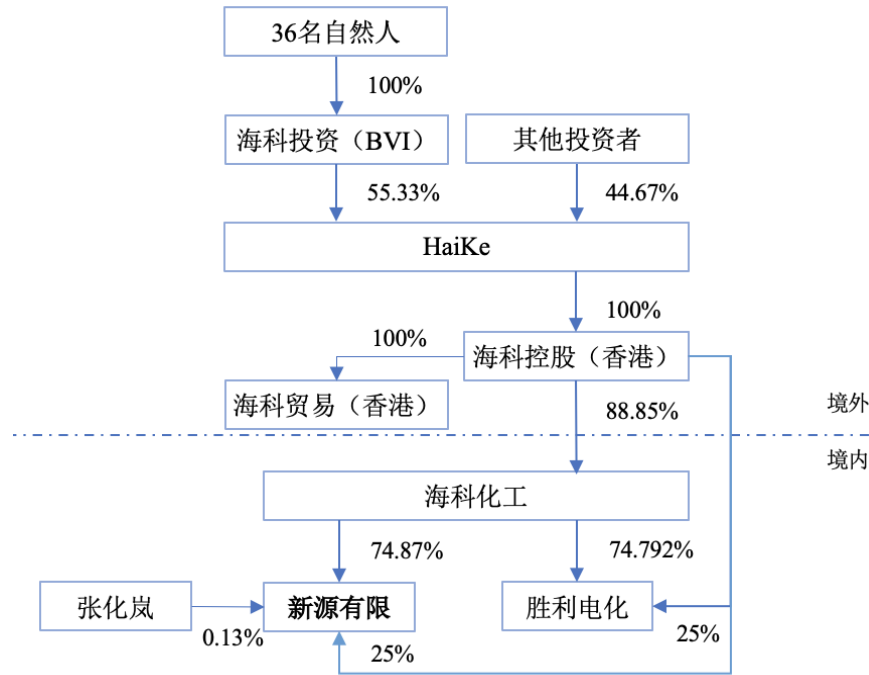 36名自然人
100%
海科投资（BVI）
其他投资者
55.33%
44.67%
HaiKe
100%
100%
海科控股（香港）
海科贸易（香港）
88.85%
境外
境内
海科化工
74.87%
74.792%
张化岚
新源有限
胜利电化
0.13%
25%
25%